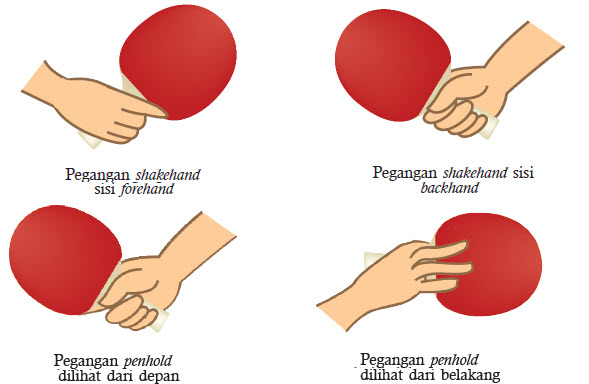 Pegangan shakehand
sisi forehand
Pegangan shakehand sisi
backhand
Pegangan penhold
dilihat dari depan
Pegangan penhold
dilihat dari belakang